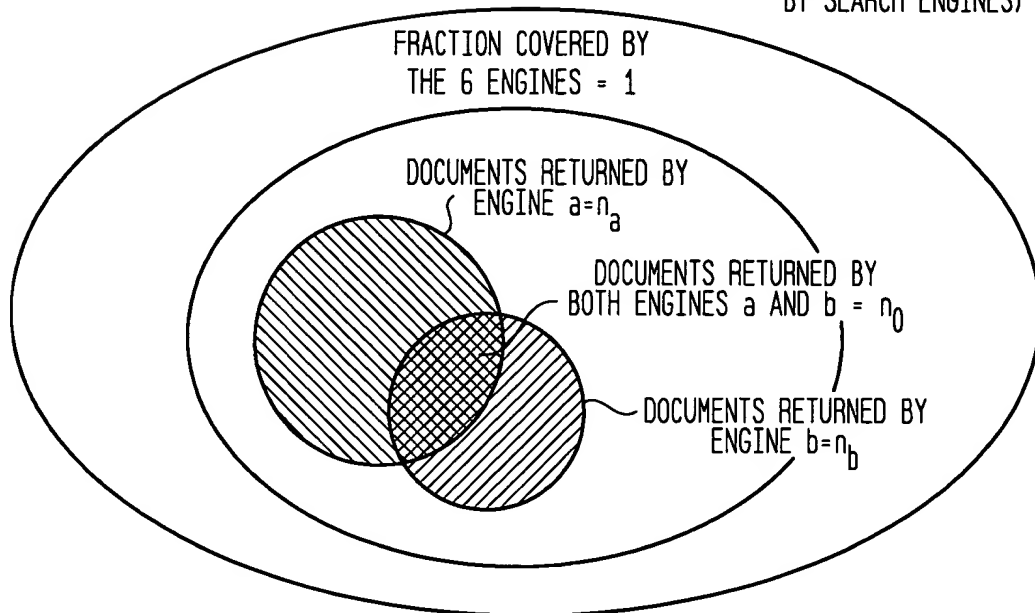 BY SEARCH ENGINES)
FRACTION COVERED BY
THE 6 ENGINES = 1
DOCUMENTS RETURNED BY
ENGINE a=nₐ
DOCUMENTS RETURNED BY
BOTH ENGINES a AND b = n₀
DOCUMENTS RETURNED BY
ENGINE b=n_b